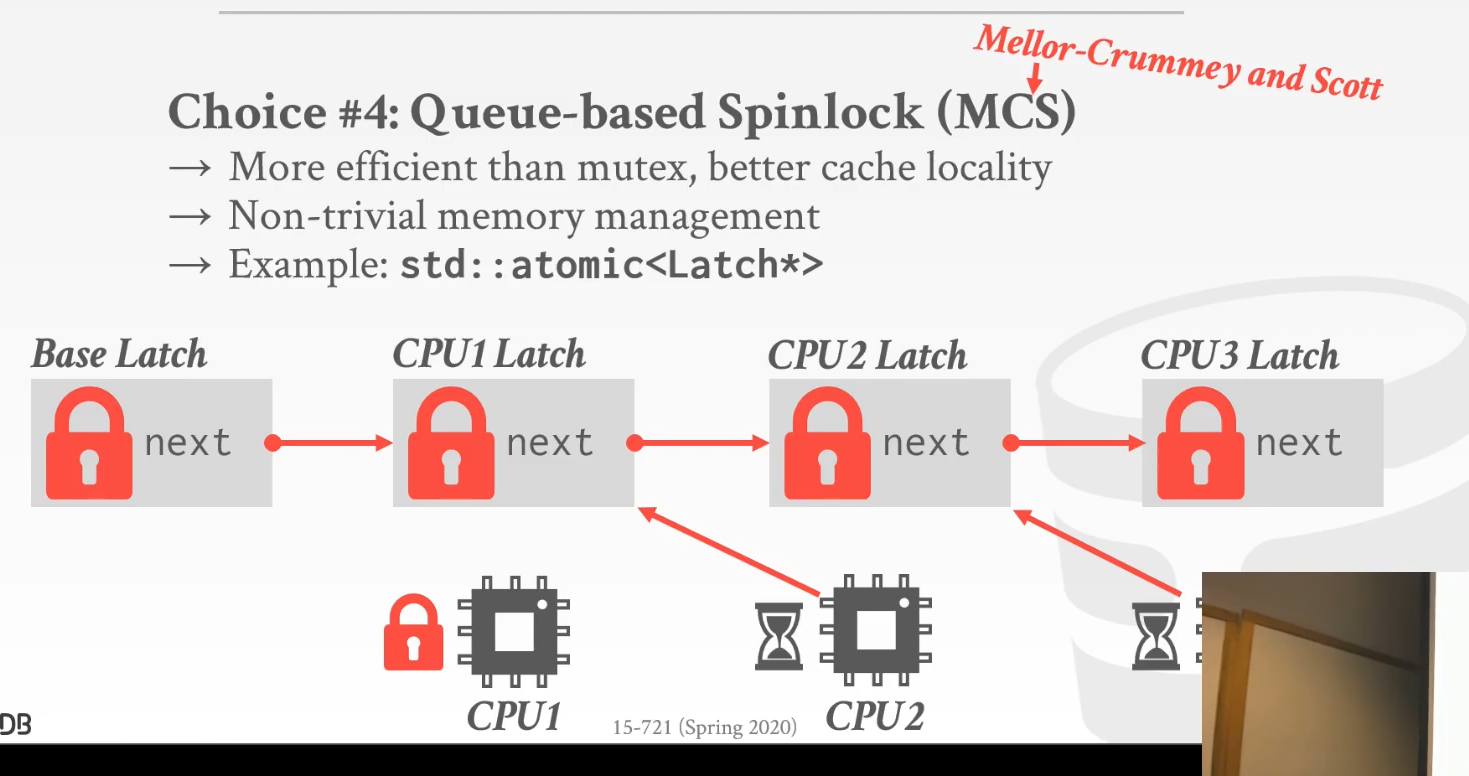 Mellor-Crummey and Scott
Choice #4: Queue-based Spinlock (MCS)
→ More efficient than mutex, better cache locality
→ Non-trivial memory management
→ Example: std::atomic<Latch*>
Base Latch CPU1 Latch CPU2 Latch CPU3 Latch
next next next next
CPU1 CPU2
DB 15-721 (Spring 2020)